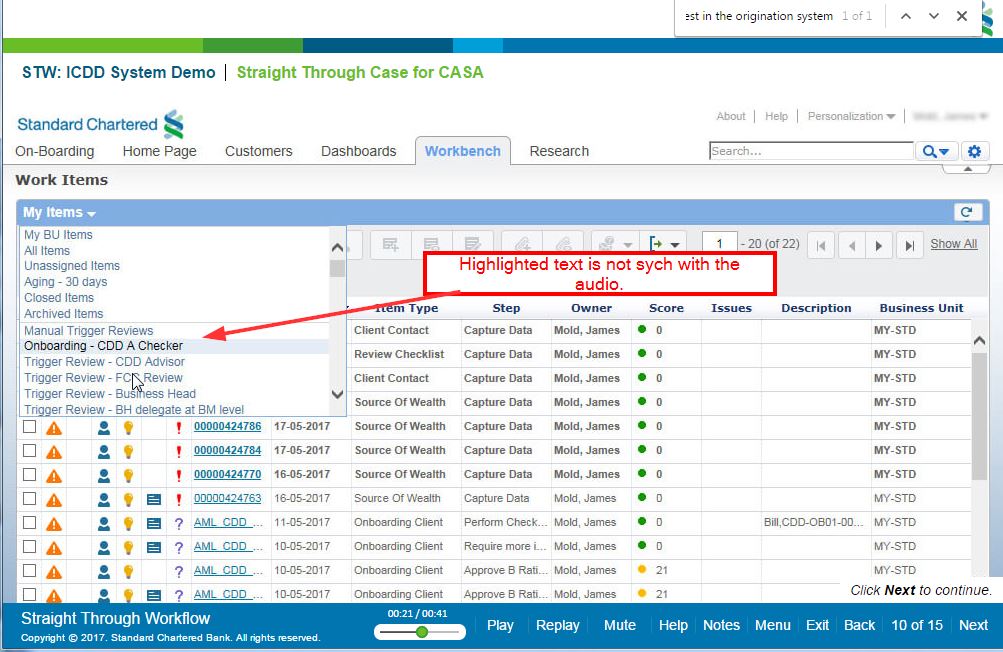 est in the origination system 1 of 1
STW: ICDD System Demo | Straight Through Case for CASA
Standard Chartered
About | Help | Personalization
On-Boarding Home Page Customers Dashboards Workbench Research
Search...
Work Items
My Items
My BU Items
All Items
Unassigned Items
Aging - 30 days
Closed Items
Archived Items
Manual Trigger Reviews
Onboarding - CDD A Checker
Trigger Review - CDD Advisor
Trigger Review - Review
Trigger Review - Business Head
Trigger Review - BH delegate at BM level
1 - 20 (of 22) Show All
Highlighted text is not sych with the
audio.
Item Type Step Owner Score Issues Description Business Unit
Client Contact Capture Data Mold, James 0 MY-STD
Review Checklist Capture Data Mold, James 0 MY-STD
Client Contact Capture Data Mold, James 0 MY-STD
Source Of Wealth Capture Data Mold, James 0 MY-STD
00000424786 17-05-2017 Source Of Wealth Capture Data Mold, James 0 MY-STD
00000424784 17-05-2017 Source Of Wealth Capture Data Mold, James 0 MY-STD
00000424770 16-05-2017 Source Of Wealth Capture Data Mold, James 0 MY-STD
00000424763 16-05-2017 Source Of Wealth Capture Data Mold, James 0 MY-STD
AML_CDD_... 11-05-2017 Onboarding Client Perform Check... Mold, James 0 Bill,CDD-OB01-00... MY-STD
AML_CDD_... 10-05-2017 Onboarding Client Require more i... Mold, James 0 MY-STD
AML_CDD_... 10-05-2017 Onboarding Client Approve B Rati... Mold, James 21 MY-STD
AML_CDD_... 10-05-2017 Onboarding Client Approve B Rati... Mold, James 21
Click Next to continue.
Straight Through Workflow
Copyright © 2017. Standard Chartered Bank. All rights reserved.
00:21 / 00:41
Play Replay Mute Help Notes Menu Exit Back 10 of 15 Next